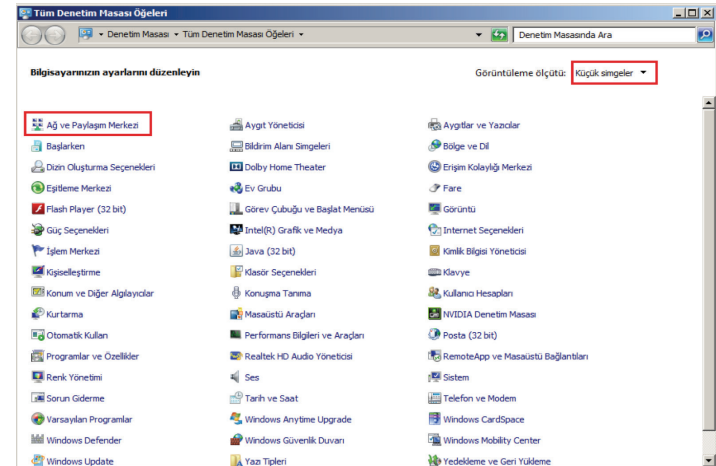 Tüm Denetim Masası Öğeleri
Denetim Masası Tüm Denetim Masası Öğeleri Denetim Masasında Ara
Bilgisayarınızın ayarlarını düzenleyin Görüntüleme ölçütü: Küçük simgeler
Ağ ve Paylaşım Merkezi Aygıt Yöneticisi Aygıtlar ve Yazıcılar
Başlarken Bildirim Alanı Simgeleri Bölge ve Dil
Dizin Oluşturma Seçenekleri Dolby Home Theater Erişim Kolaylığı Merkezi
Eşitleme Merkezi Ev Grubu Fare
Flash Player (32 bit) Görev Çubuğu ve Başlat Menüsü Görüntü
Güç Seçenekleri Intel(R) Grafik ve Medya İnternet Seçenekleri
İşlem Merkezi Java (32 bit) Kimlik Bilgisi Yöneticisi
Kişiselleştirme Klasör Seçenekleri Klavye
Konum ve Diğer Algılayıcılar Konuşma Tanıma Kullanıcı Hesapları
Kurtarma Masaüstü Araçları NVIDIA Denetim Masası
Otomatik Kullan Performans Bilgileri ve Araçları Posta (32 bit)
Programlar ve Özellikler Realtek HD Audio Yöneticisi RemoteApp ve Masaüstü Bağlantıları
Renk Yönetimi Ses Sistem
Sorun Giderme Tarih ve Saat Telefon ve Modem
Varsayılan Programlar Windows Anytime Upgrade Windows CardSpace
Windows Defender Windows Güvenlik Duvarı Windows Mobility Center
Windows Update Yazı Tipleri Yedekleme ve Geri Yükleme